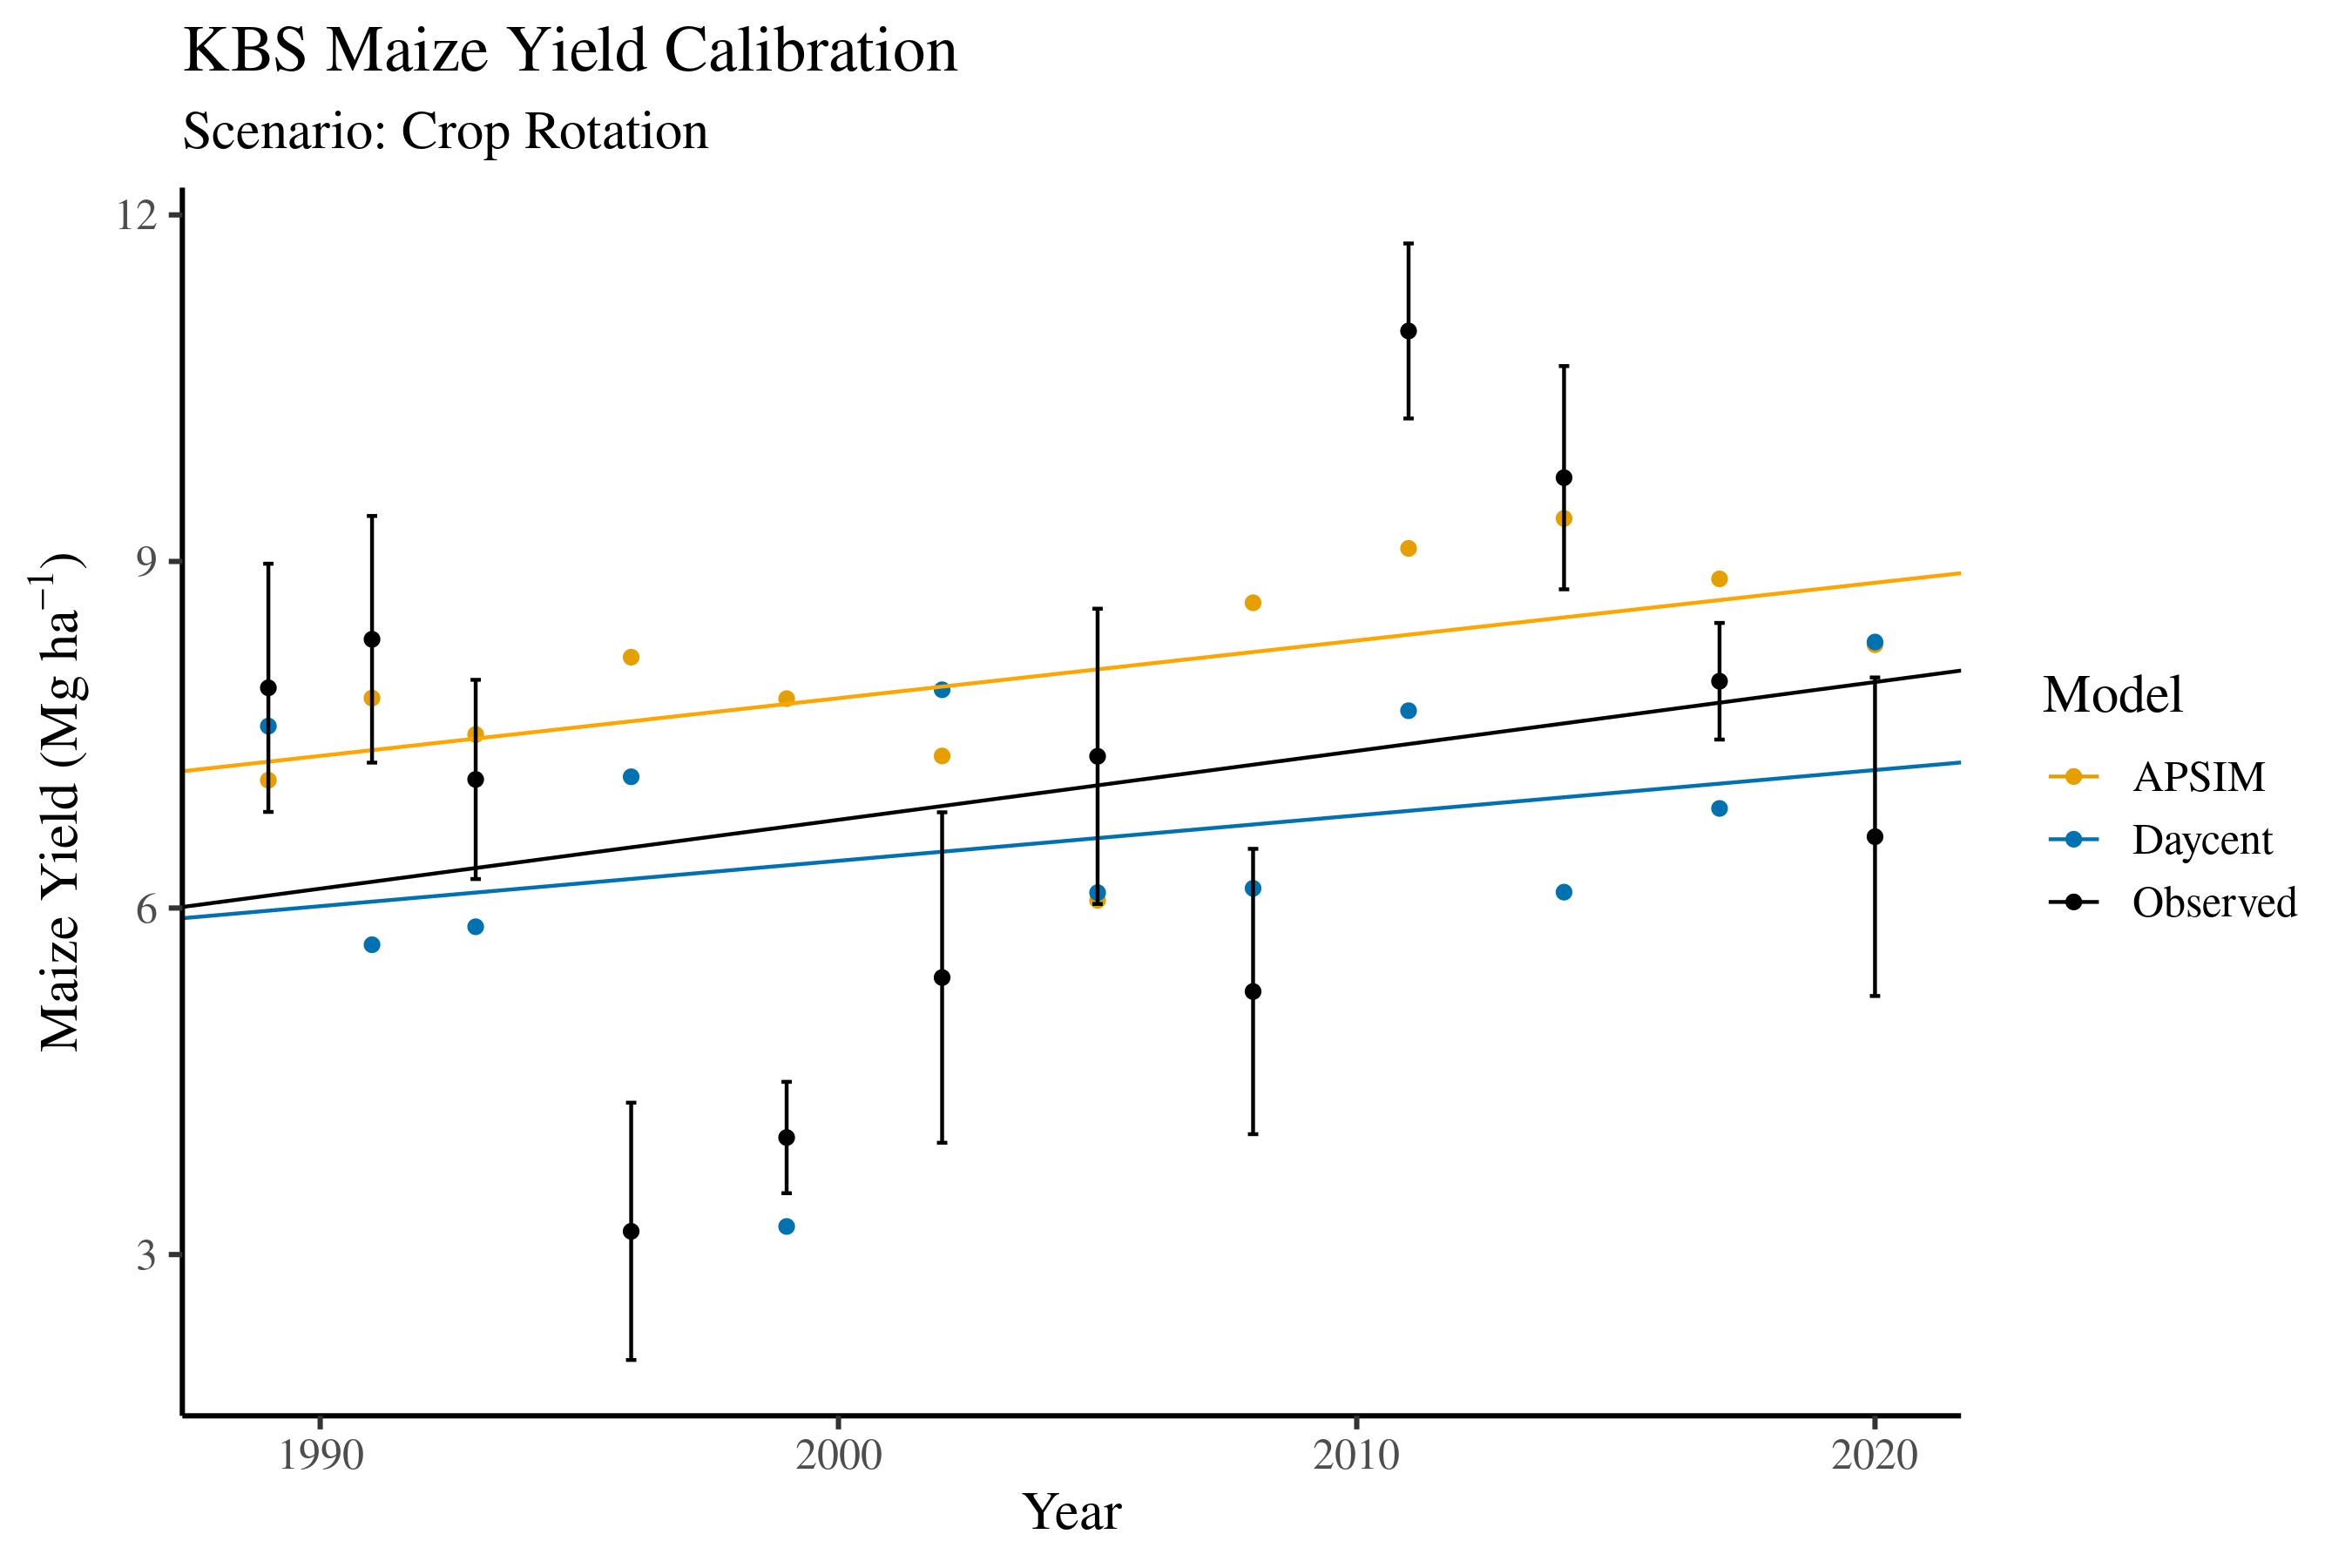 KBS Maize Yield Calibration
Scenario: Crop Rotation
Maize Yield (Mg ha⁻¹)
12
9
6
3
1990 2000 2010 2020
Year
Model
APSIM
Daycent
Observed